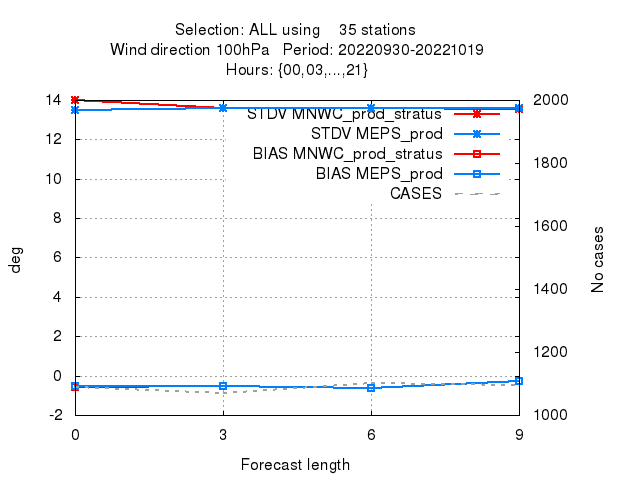 Selection: ALL using    35 stations
Wind direction 100hPa   Period: 20220930-20221019
Hours: {00,03,...,21}
STDV MNWC_prod_stratus
STDV MEPS_prod
BIAS MNWC_prod_stratus
BIAS MEPS_prod
CASES
14
12
10
8
6
4
2
0
-2
deg
2000
1800
1600
1400
1200
1000
No cases
0 3 6 9
Forecast length